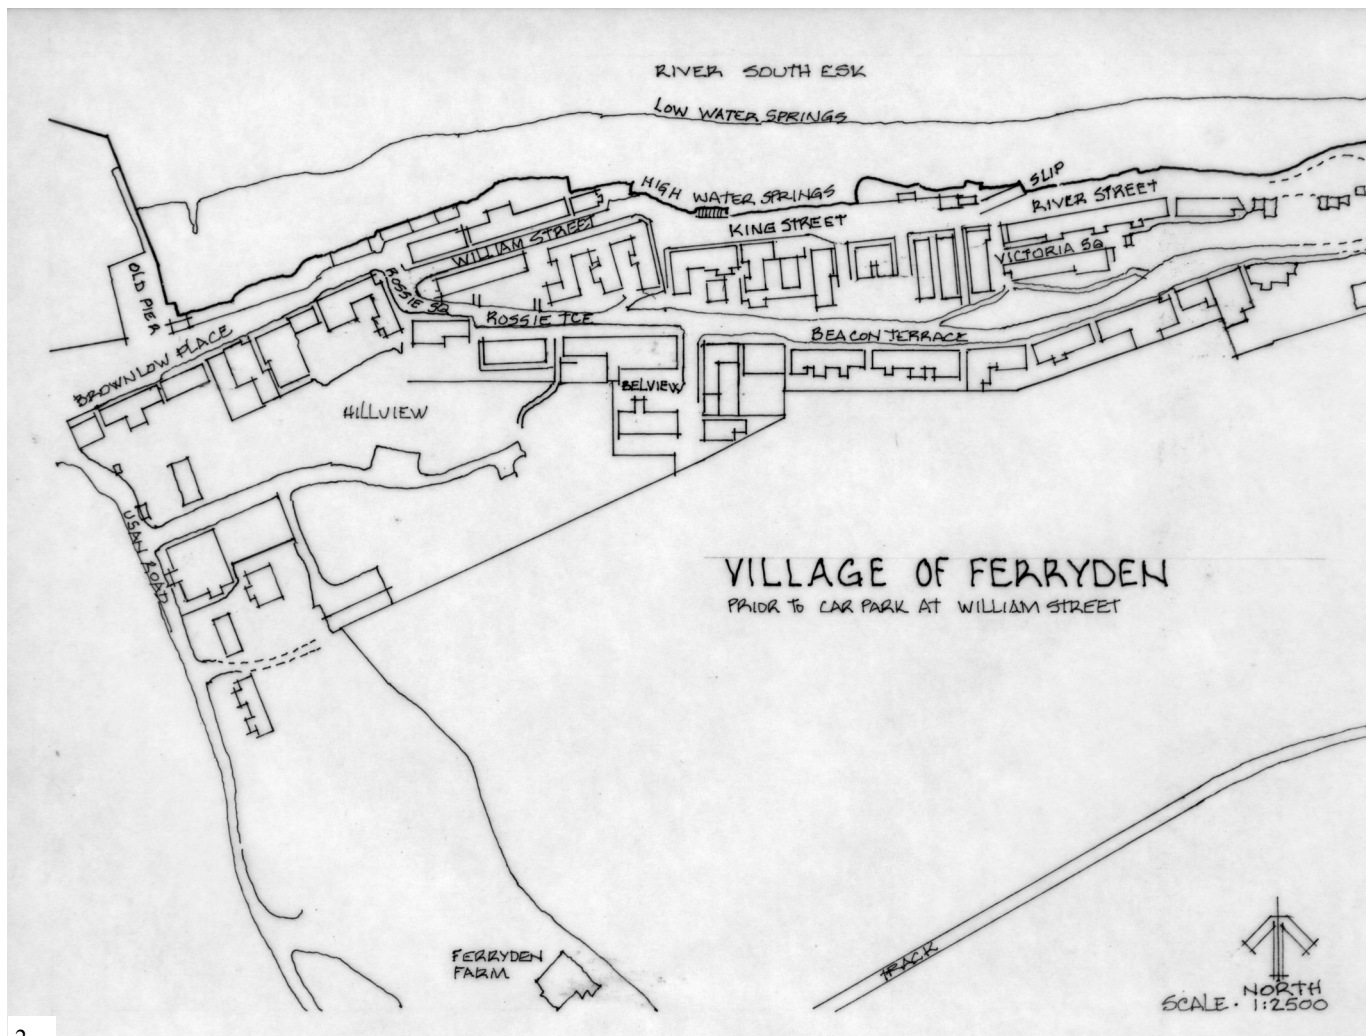 RIVER SOUTH ESK
LOW WATER SPRINGS
HIGH WATER SPRINGS
SLIP
RIVER STREET
KING STREET
WILLIAM STREET
VICTORIA SQ
OLD PIER
ROSSIE SQ
ROSSIE TCE
BEACON TERRACE
BROWNLOW PLACE
BELVIEW
HILLVIEW
USAN ROAD
VILLAGE OF FERRYDEN
PRIOR TO CAR PARK AT WILLIAM STREET
FERRYDEN
FARM
TRACK
NORTH
SCALE · 1:2500